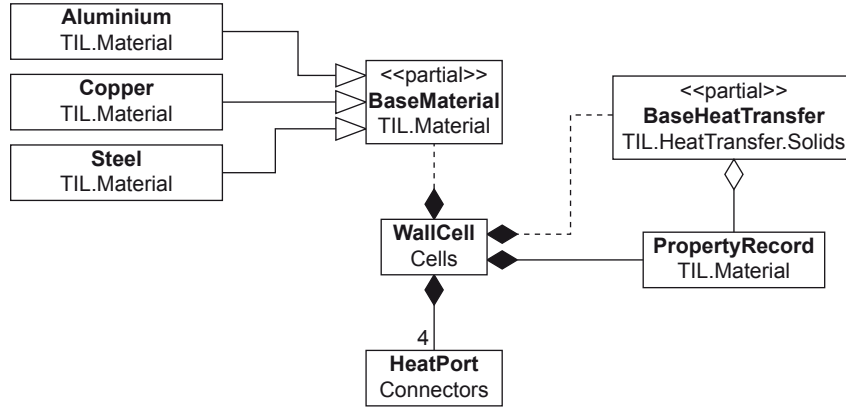 Aluminium
TIL.Material
Copper
TIL.Material
Steel
TIL.Material
<<partial>>
BaseMaterial
TIL.Material
<<partial>>
BaseHeatTransfer
TIL.HeatTransfer.Solids
WallCell
Cells
PropertyRecord
TIL.Material
4
HeatPort
Connectors